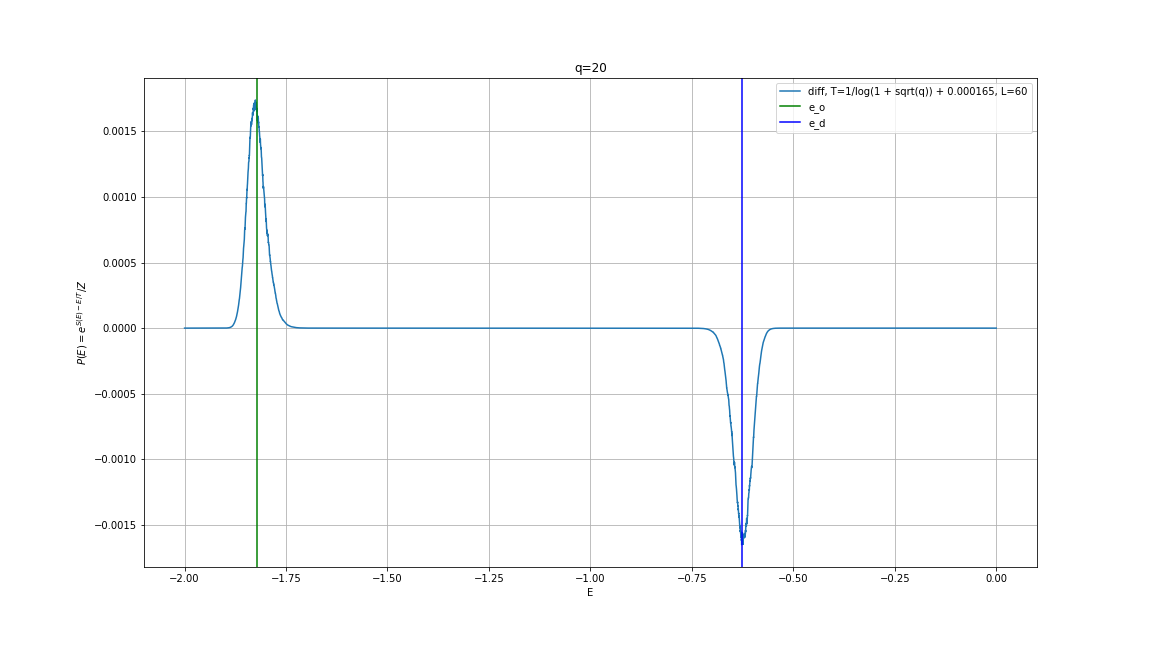 q=20
diff, T=1/log(1 + sqrt(q)) + 0.000165, L=60
e_o
e_d
0.0015
0.0010
0.0005
0.0000
−0.0005
−0.0010
−0.0015
P(E) = e^{S(E) − E/T}/Z
−2.00 −1.75 −1.50 −1.25 −1.00 −0.75 −0.50 −0.25 0.00
E